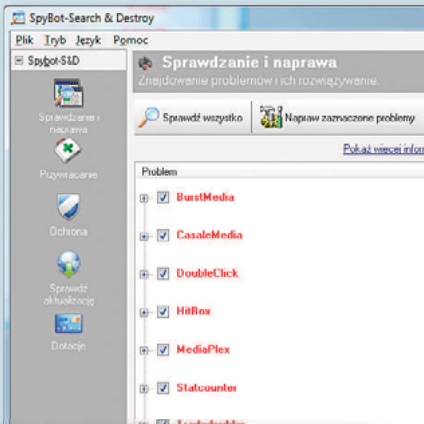 SpyBot-Search & Destroy
Plik Tryb Język Pomoc
Spybot-S&D
Sprawdzanie i naprawa
Przywracanie
Ochrona
Sprawdź aktualizację
Dotacje
Sprawdzanie i naprawa
Znajdowanie problemów i ich rozwiązywanie.
Sprawdź wszystko
Napraw zaznaczone problemy
Pokaż więcej infor
Problem
BurstMedia
CasaleMedia
DoubleClick
HitBox
MediaPlex
Statcounter